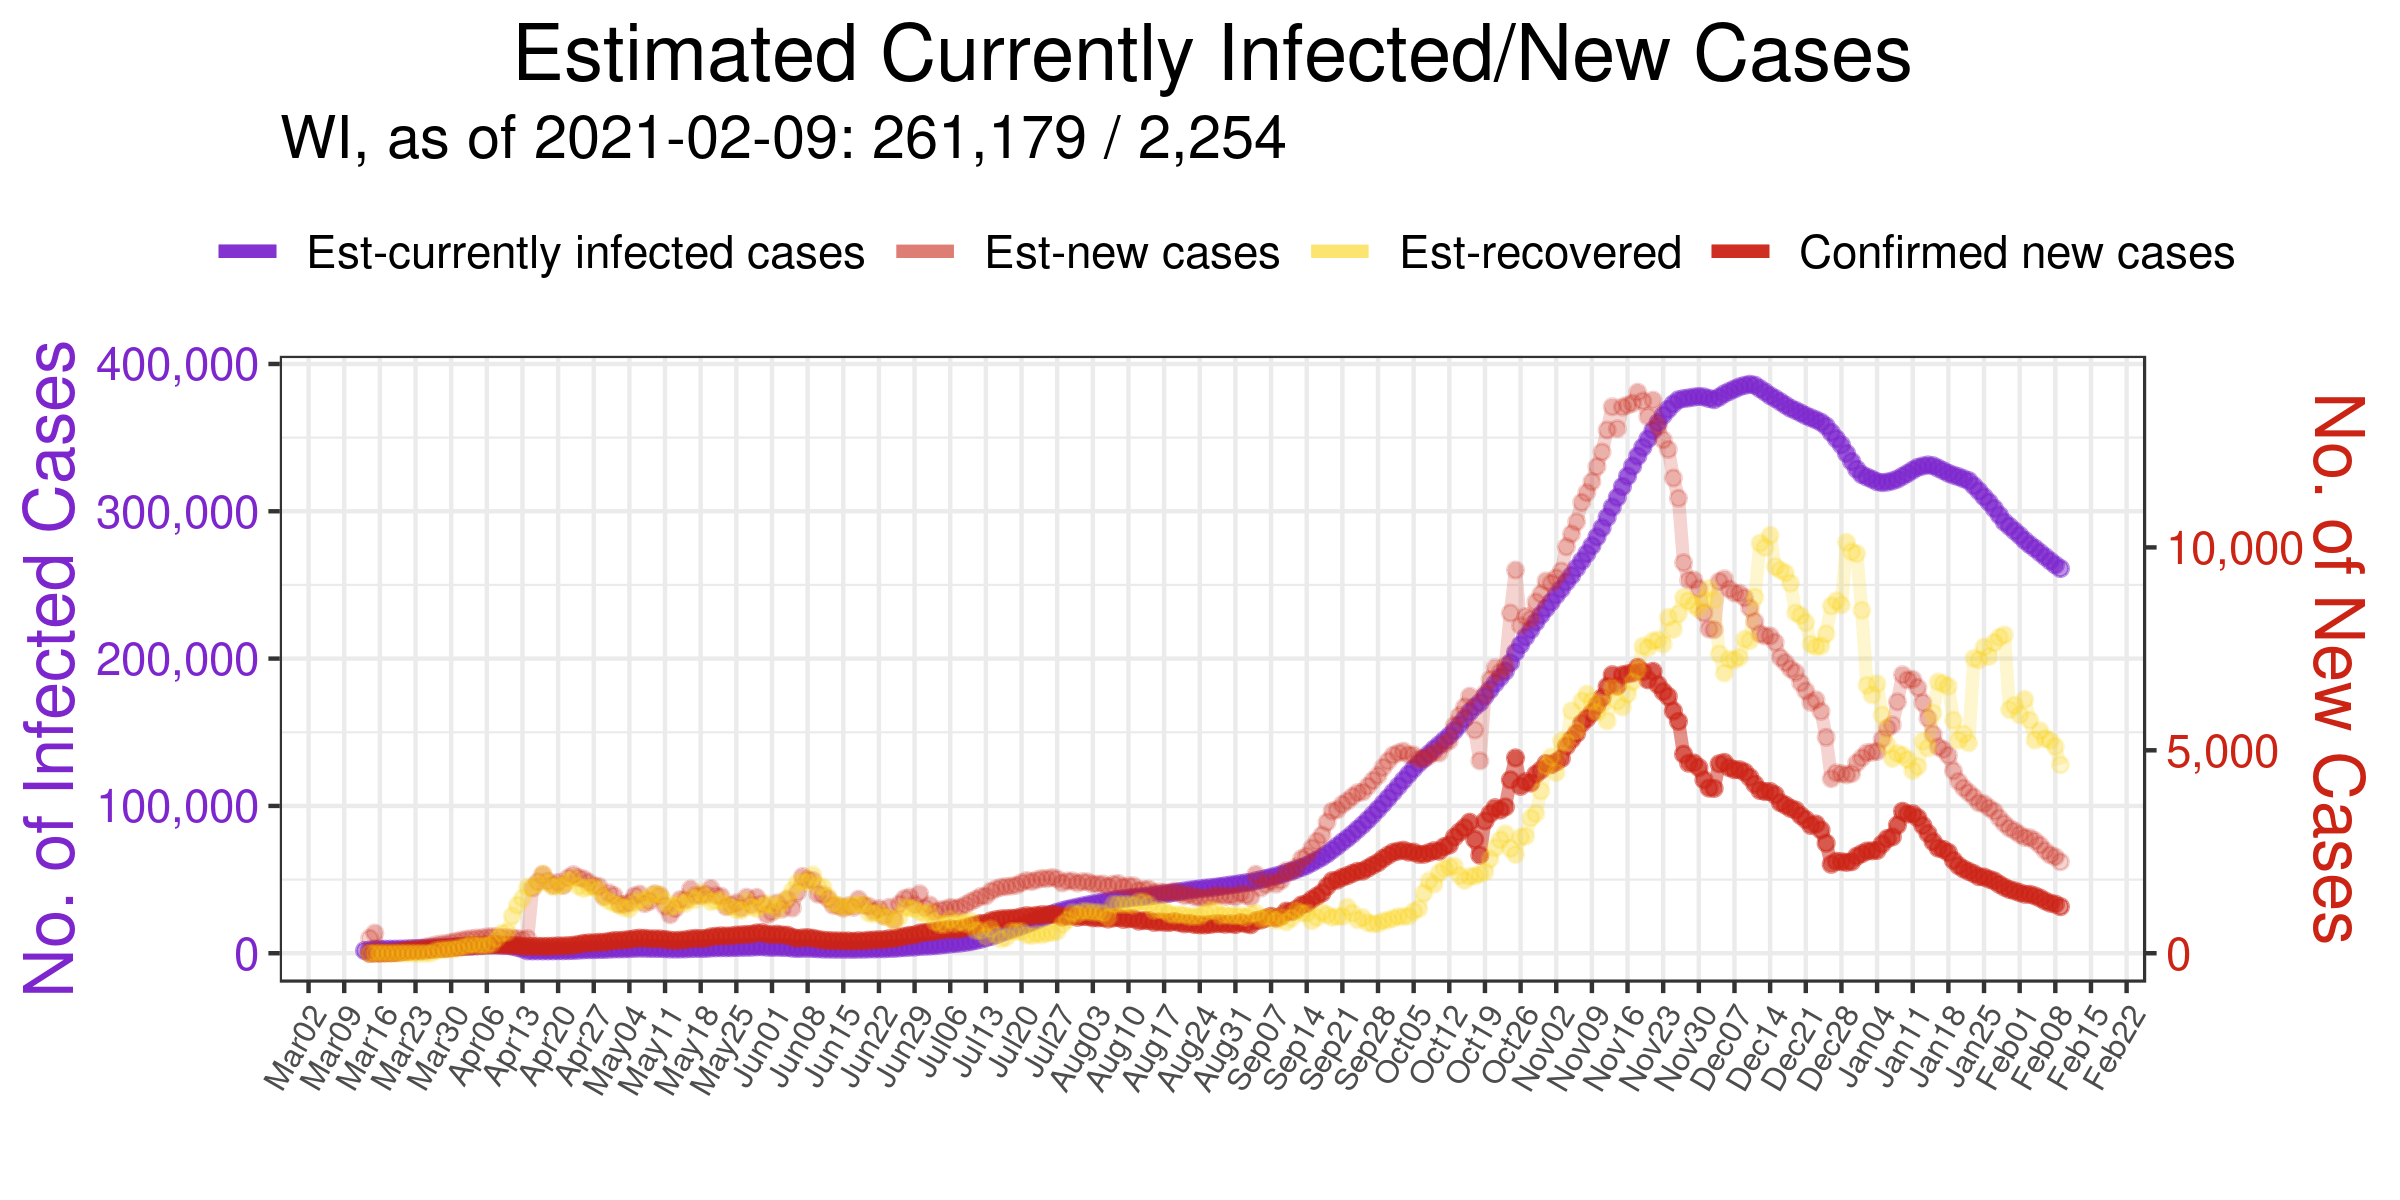 Estimated Currently Infected/New Cases
WI, as of 2021-02-09: 261,179 / 2,254
Est-currently infected cases Est-new cases Est-recovered Confirmed new cases
No. of Infected Cases
400,000
300,000
200,000
100,000
0
10,000
5,000
0
No. of New Cases
Mar02 Mar09 Mar16 Mar23 Mar30 Apr06 Apr13 Apr20 Apr27 May04 May11 May18 May25 Jun01 Jun08 Jun15 Jun22 Jun29 Jul06 Jul13 Jul20 Jul27 Aug03 Aug10 Aug17 Aug24 Aug31 Sep07 Sep14 Sep21 Sep28 Oct05 Oct12 Oct19 Oct26 Nov02 Nov09 Nov16 Nov23 Nov30 Dec07 Dec14 Dec21 Dec28 Jan04 Jan11 Jan18 Jan25 Feb01 Feb08 Feb15 Feb22